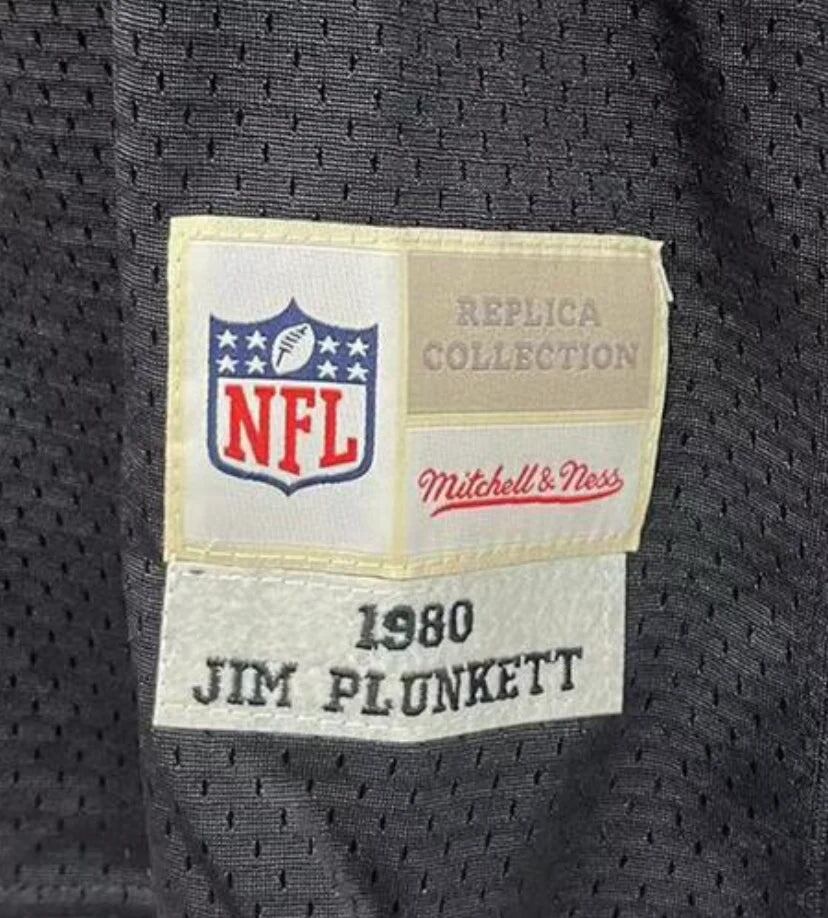 NFL
REPLICA
COLLECTION
Mitchell & Ness
1980
JIM PLUNKETT